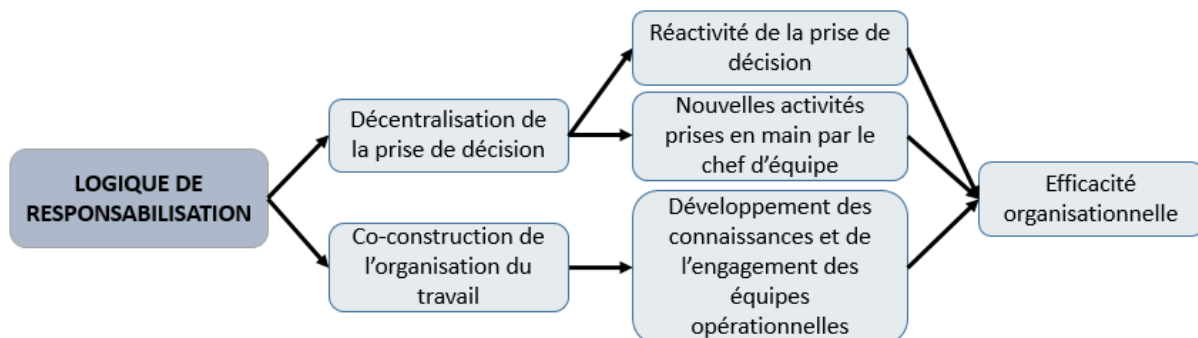 LOGIQUE DE
RESPONSABILISATION
Décentralisation de
la prise de décision
Co-construction de
l’organisation du
travail
Réactivité de la prise de
décision
Nouvelles activités
prises en main par le
chef d’équipe
Développement des
connaissances et de
l’engagement des
équipes
opérationnelles
Efficacité
organisationnelle